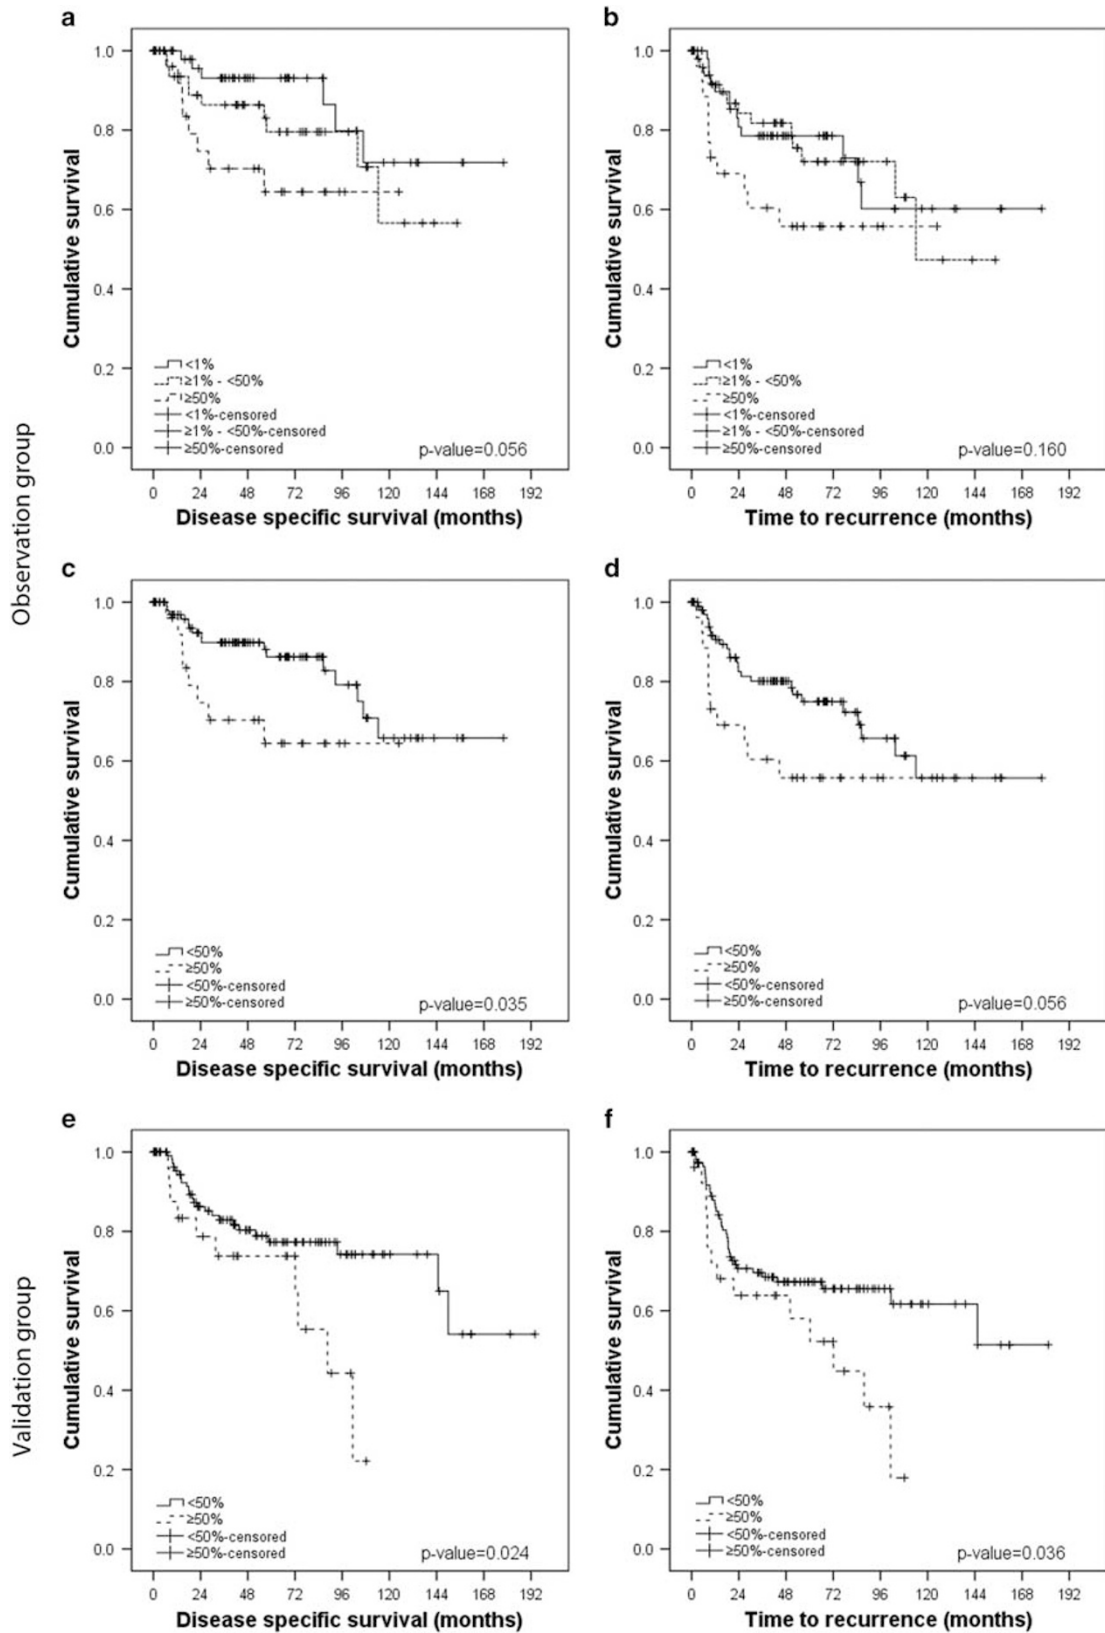 a
Cumulative survival
1.0
0.8
0.6
0.4
0.2
0.0
<1%
≥1% - <50%
≥50%
<1%-censored
≥1% - <50%-censored
≥50%-censored
p-value=0.056
0 24 48 72 96 120 144 168 192
Disease specific survival (months)
b
Cumulative survival
1.0
0.8
0.6
0.4
0.2
0.0
<1%
≥1% - <50%
≥50%
<1%-censored
≥1% - <50%-censored
≥50%-censored
p-value=0.160
0 24 48 72 96 120 144 168 192
Time to recurrence (months)
Observation group
c
Cumulative survival
1.0
0.8
0.6
0.4
0.2
0.0
<50%
≥50%
<50%-censored
≥50%-censored
p-value=0.035
0 24 48 72 96 120 144 168 192
Disease specific survival (months)
d
Cumulative survival
1.0
0.8
0.6
0.4
0.2
0.0
<50%
≥50%
<50%-censored
≥50%-censored
p-value=0.056
0 24 48 72 96 120 144 168 192
Time to recurrence (months)
Validation group
e
Cumulative survival
1.0
0.8
0.6
0.4
0.2
0.0
<50%
≥50%
<50%-censored
≥50%-censored
p-value=0.024
0 24 48 72 96 120 144 168 192
Disease specific survival (months)
f
Cumulative survival
1.0
0.8
0.6
0.4
0.2
0.0
<50%
≥50%
<50%-censored
≥50%-censored
p-value=0.036
0 24 48 72 96 120 144 168 192
Time to recurrence (months)